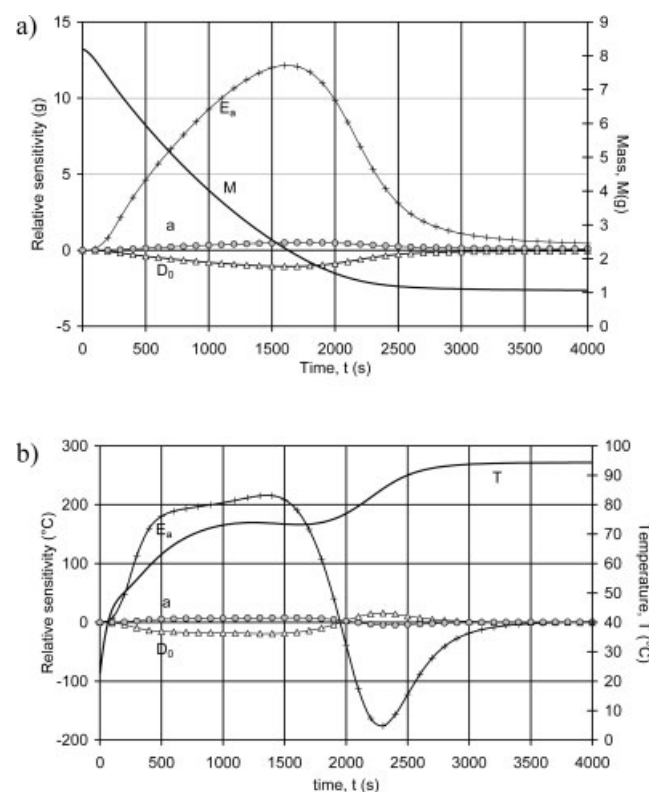 a)
15 9
8
10 7
6
Relative sensitivity (g)
Eₐ
5 M 5
4
Mass, M(g)
a
3
0 2
D₀
1
-5 0
0 500 1000 1500 2000 2500 3000 3500 4000
Time, t (s)
b)
300 100
90
T
200 80
Eₐ
70
100 60
Relative sensitivity (°C)
50
Temperature, T (°C)
a
0 40
D₀
30
-100 20
10
-200 0
0 500 1000 1500 2000 2500 3000 3500 4000
time, t (s)